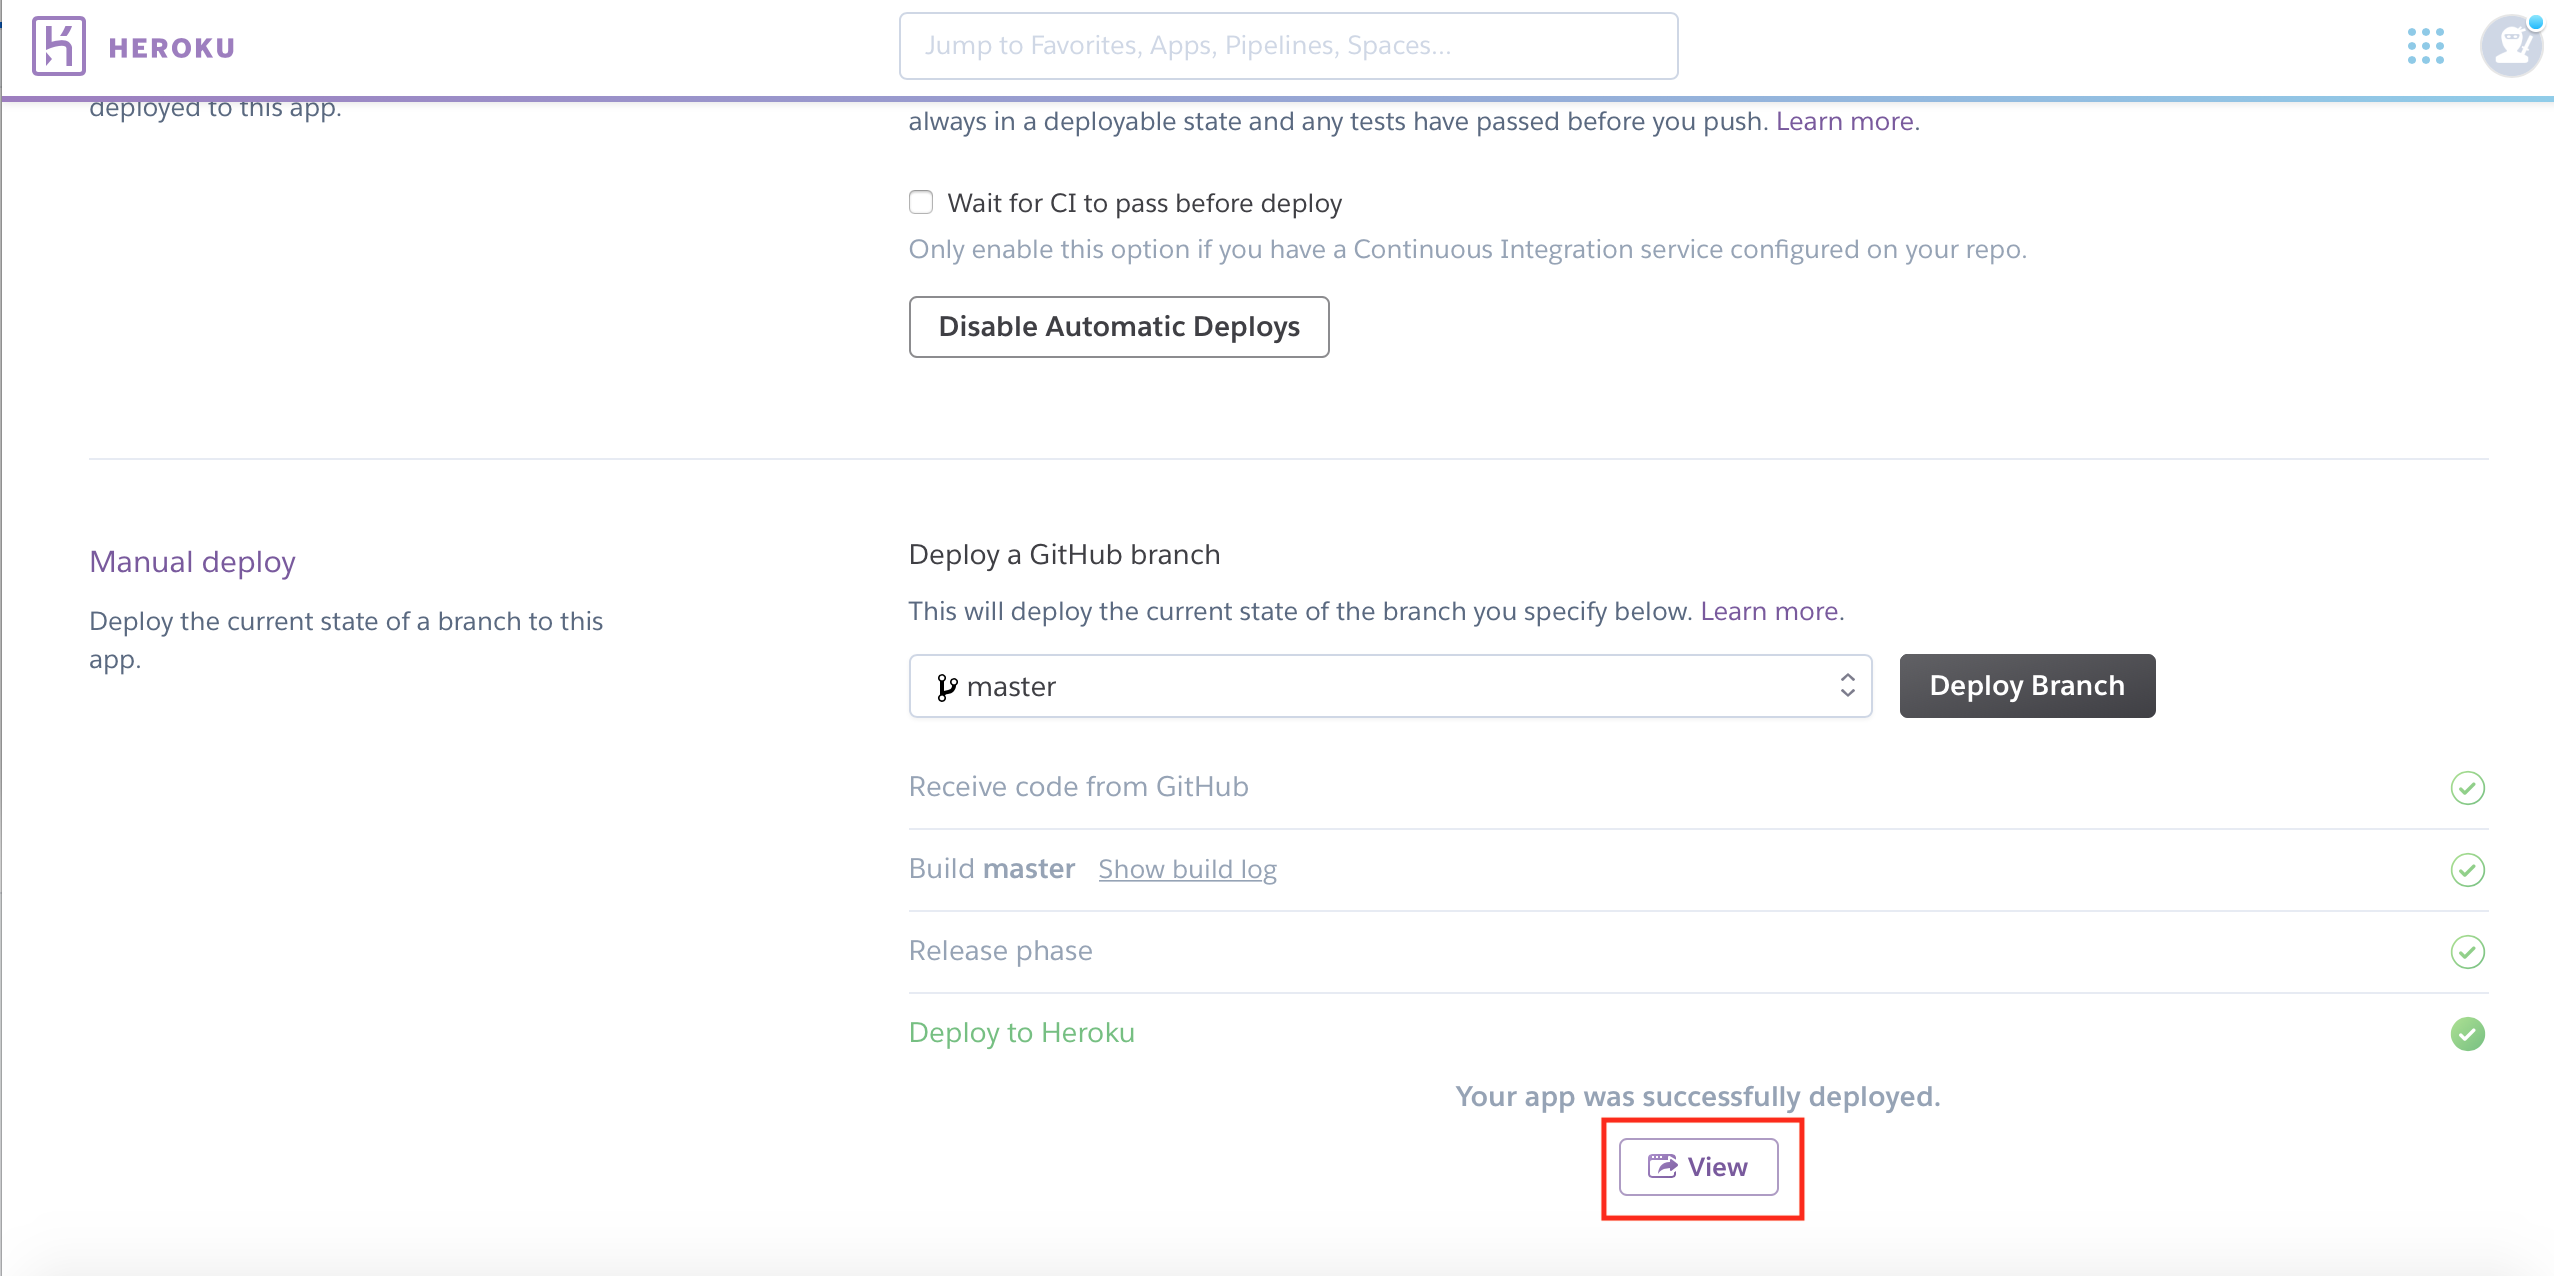 HEROKU
Jump to Favorites, Apps, Pipelines, Spaces...
deployed to this app.
always in a deployable state and any tests have passed before you push. Learn more.
Wait for CI to pass before deploy
Only enable this option if you have a Continuous Integration service configured on your repo.
Disable Automatic Deploys
Manual deploy
Deploy the current state of a branch to this
app.
Deploy a GitHub branch
This will deploy the current state of the branch you specify below. Learn more.
master
Deploy Branch
Receive code from GitHub
Build master Show build log
Release phase
Deploy to Heroku
Your app was successfully deployed.
View